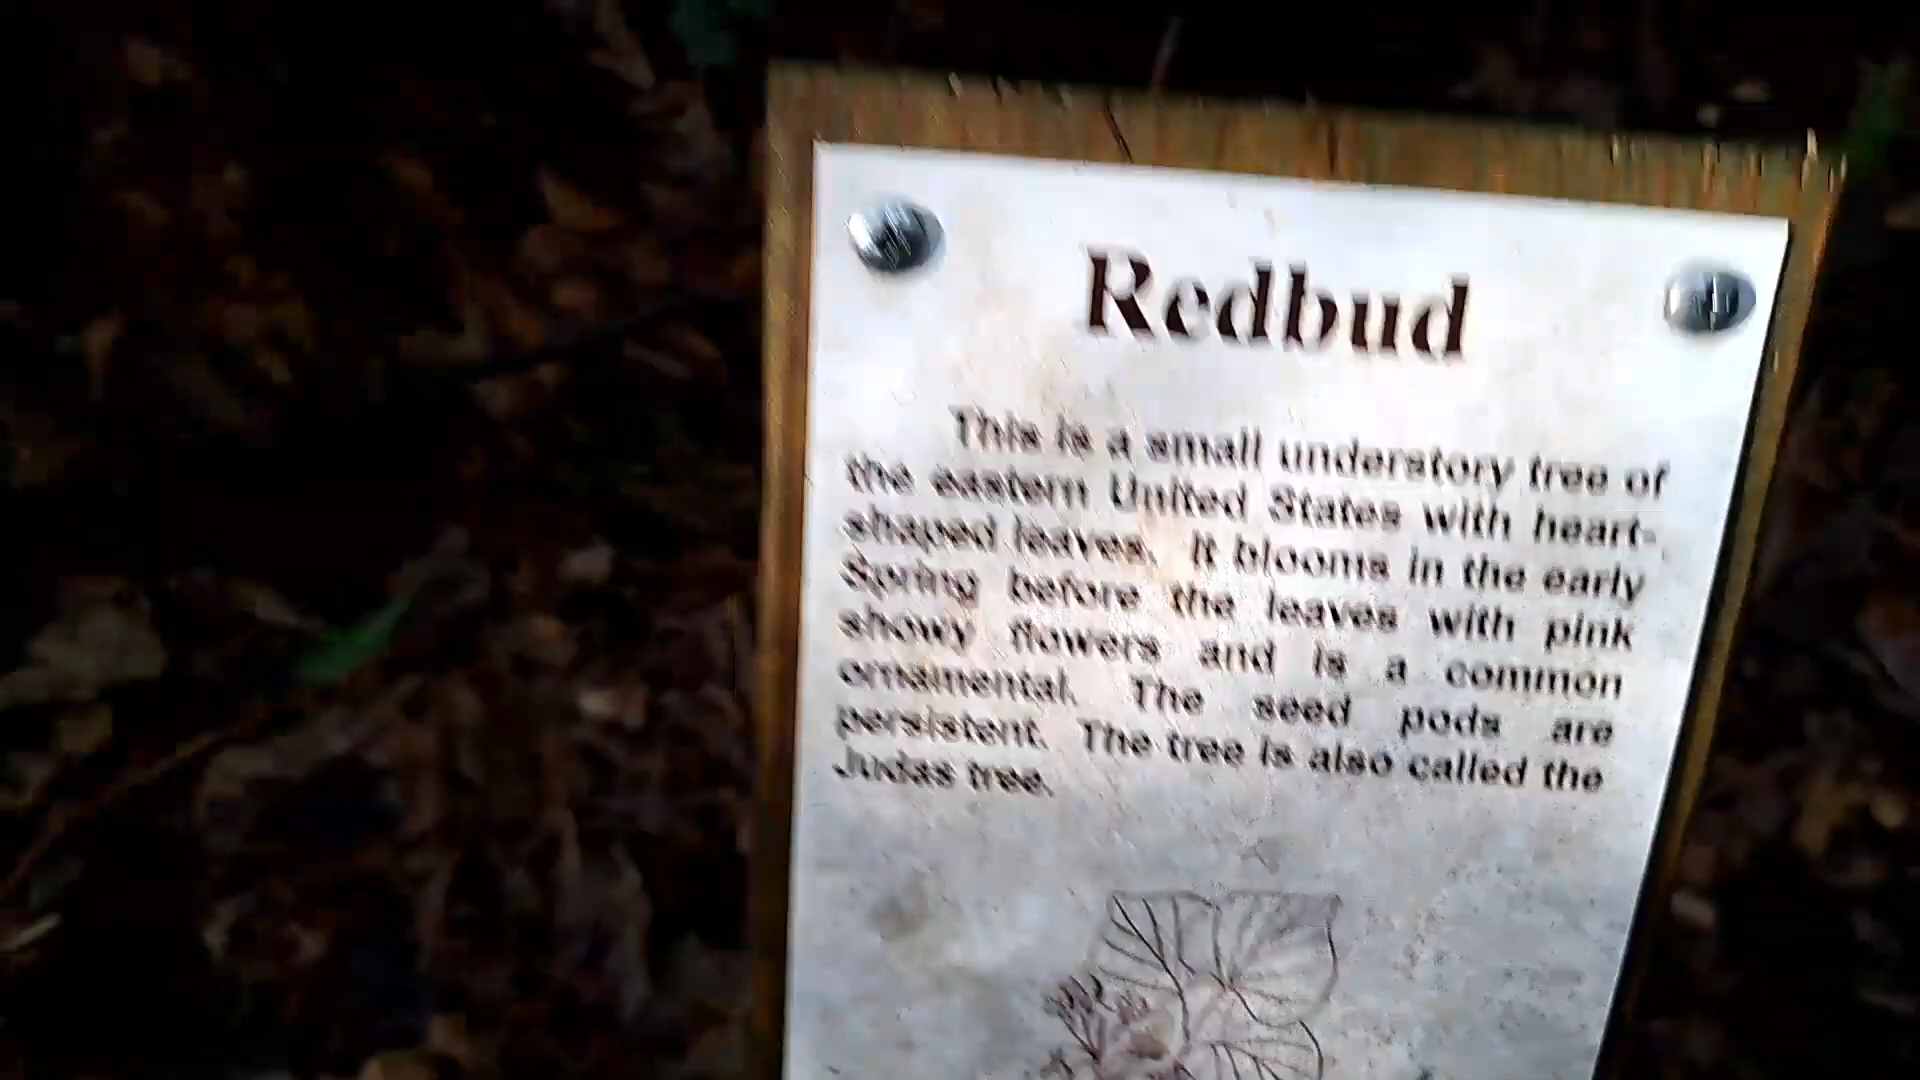 Redbud
This is a small understory tree of
the eastern United States with heart-
shaped leaves. It blooms in the early
Spring before the leaves with pink
showy flowers and is a common
ornamental. The seed pods are
persistent. The tree is also called the
Judas tree.